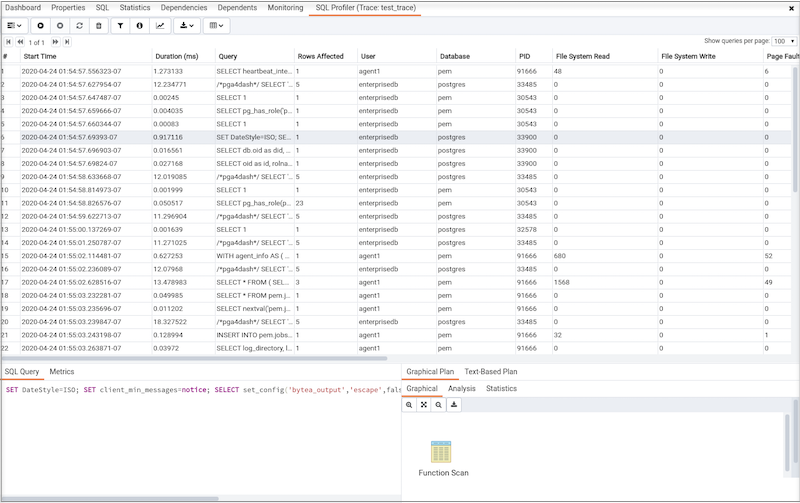 Dashboard Properties SQL Statistics Dependencies Dependents Monitoring SQL Profiler (Trace: test_trace)
1 of 1 Show queries per page: 100
# Start Time Duration (ms) Query Rows Affected User Database PID File System Read File System Write Page Fault
1 2020-04-24 01:54:57.556323-07 1.273133 SELECT heartbeat_inte... 1 agent1 pem 91666 48 0 6
2 2020-04-24 01:54:57.627954-07 12.234771 /*pga4dash*/ SELECT '... 5 enterprisedb postgres 33485 0 0 0
3 2020-04-24 01:54:57.647487-07 0.00245 SELECT 1 1 enterprisedb pem 30543 0 0 0
4 2020-04-24 01:54:57.659666-07 0.004035 SELECT pg_has_role('p... 1 enterprisedb pem 30543 0 0 0
5 2020-04-24 01:54:57.660344-07 0.00083 SELECT 1 1 enterprisedb pem 30543 0 0 0
6 2020-04-24 01:54:57.69393-07 0.917116 SET DateStyle=ISO; SE... 1 enterprisedb postgres 33900 0 0 0
7 2020-04-24 01:54:57.696903-07 0.016561 SELECT db.oid as did, ... 1 enterprisedb postgres 33900 0 0 0
8 2020-04-24 01:54:57.69824-07 0.027168 SELECT oid as id, rolna... 1 enterprisedb postgres 33900 0 0 0
9 2020-04-24 01:54:58.633668-07 12.019085 /*pga4dash*/ SELECT '... 5 enterprisedb postgres 33485 0 0 0
10 2020-04-24 01:54:58.814973-07 0.001999 SELECT 1 1 enterprisedb pem 30543 0 0 0
11 2020-04-24 01:54:58.826576-07 0.050517 SELECT pg_has_role(p... 23 enterprisedb pem 30543 0 0 0
12 2020-04-24 01:54:59.622713-07 11.296904 /*pga4dash*/ SELECT '... 5 enterprisedb postgres 33485 0 0 0
13 2020-04-24 01:55:00.137269-07 0.001639 SELECT 1 1 enterprisedb pem 32578 0 0 0
14 2020-04-24 01:55:01.250787-07 11.271025 /*pga4dash*/ SELECT '... 5 enterprisedb postgres 33485 0 0 0
15 2020-04-24 01:55:02.114481-07 0.627253 WITH agent_info AS ( ... 1 agent1 pem 91666 680 0 52
16 2020-04-24 01:55:02.236089-07 12.07968 /*pga4dash*/ SELECT '... 5 enterprisedb postgres 33485 0 0 0
17 2020-04-24 01:55:02.628516-07 13.478983 SELECT * FROM ( SEL... 3 agent1 pem 91666 1568 0 49
18 2020-04-24 01:55:03.232281-07 0.049985 SELECT * FROM pem.j... 1 agent1 pem 91666 0 0 0
19 2020-04-24 01:55:03.235696-07 0.011202 SELECT nextval('pem.j... 1 agent1 pem 91666 0 0 0
20 2020-04-24 01:55:03.239847-07 18.327522 /*pga4dash*/ SELECT '... 5 enterprisedb postgres 33485 0 0 0
21 2020-04-24 01:55:03.243198-07 0.128994 INSERT INTO pem.jobs... 1 agent1 pem 91666 32 0 1
22 2020-04-24 01:55:03.263871-07 0.03972 SELECT log_directory, l... 1 agent1 pem 91666 0 0 0
SQL Query Metrics Graphical Plan Text-Based Plan
Graphical Analysis Statistics
SET DateStyle=ISO; SET client_min_messages=notice; SELECT set_config('bytea_output','escape',fals
Function Scan